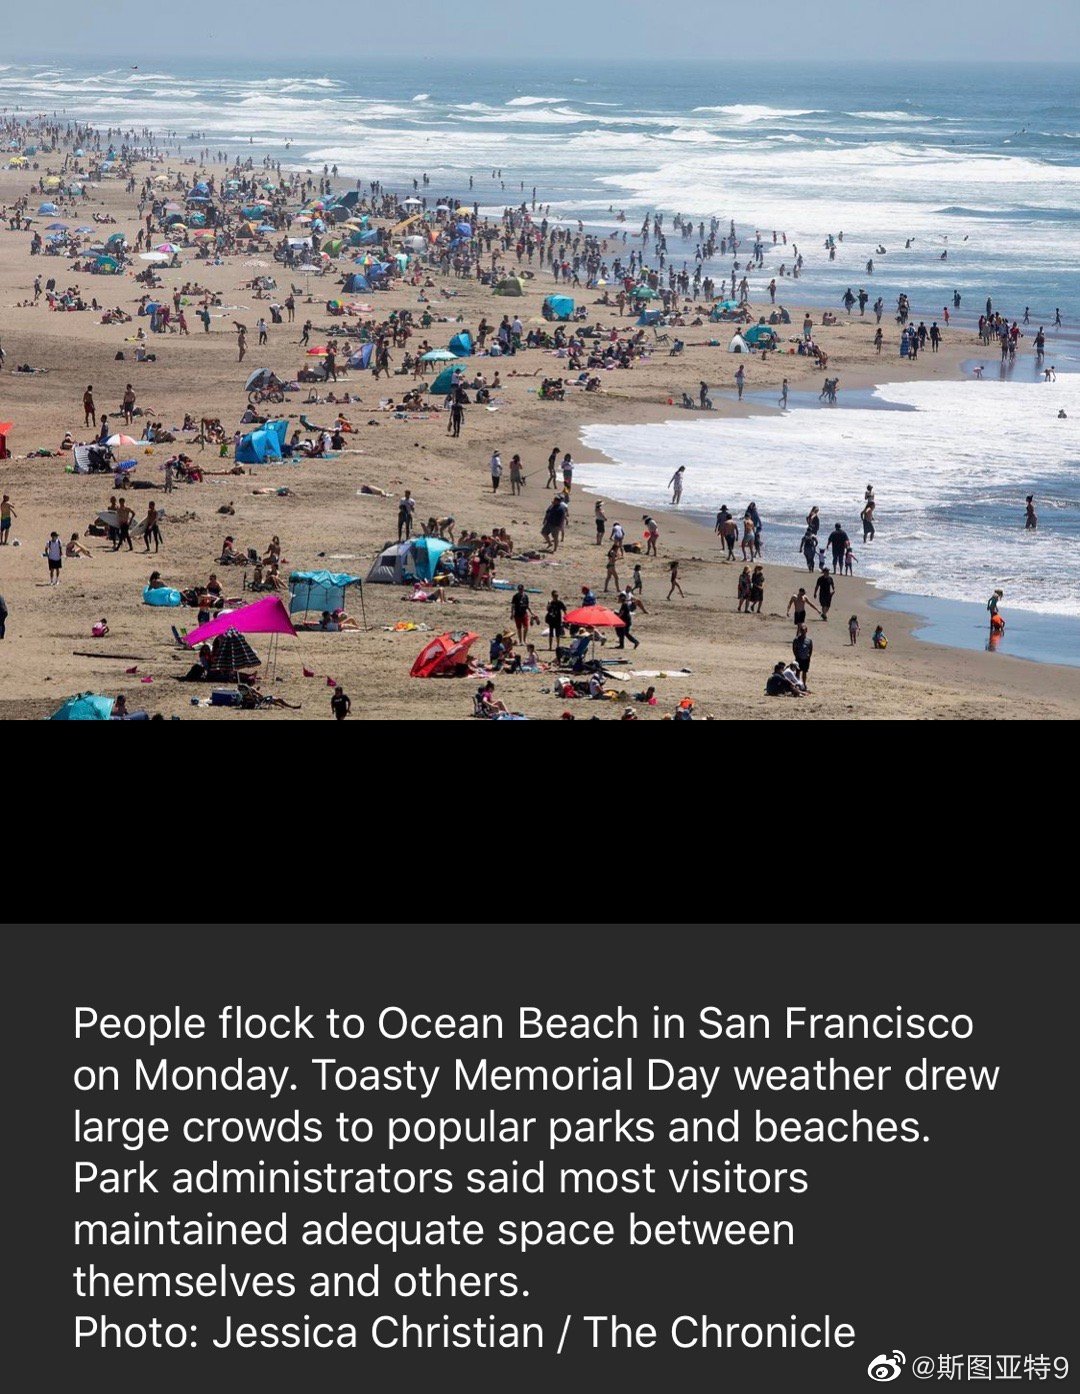 People flock to Ocean Beach in San Francisco
on Monday. Toasty Memorial Day weather drew
large crowds to popular parks and beaches.
Park administrators said most visitors
maintained adequate space between
themselves and others.
Photo: Jessica Christian / The Chronicle
@斯图亚特9